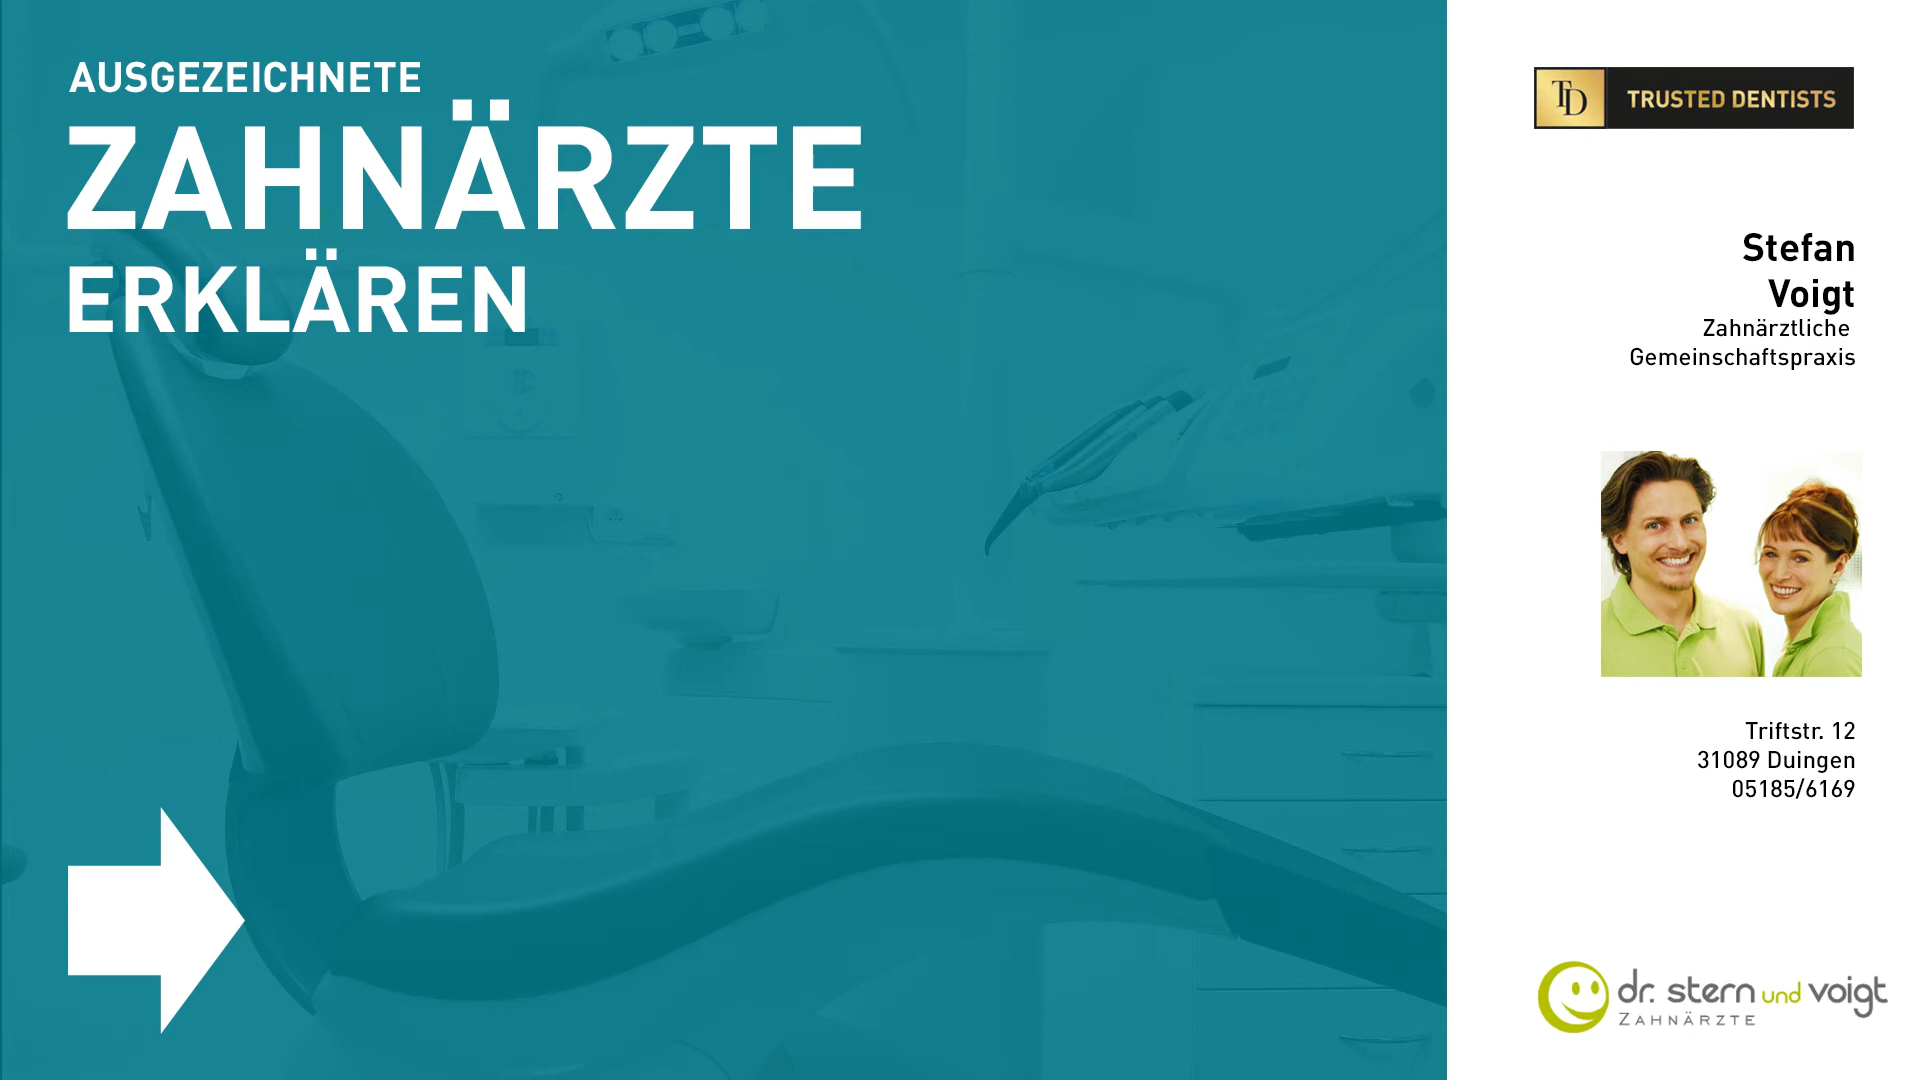 AUSGEZEICHNETE
ZAHNÄRZTE
ERKLÄREN
TD TRUSTED DENTISTS
Stefan
Voigt
Zahnärztliche
Gemeinschaftspraxis
Triftstr. 12
31089 Duingen
05185/6169
dr. stern und voigt
ZAHNÄRZTE